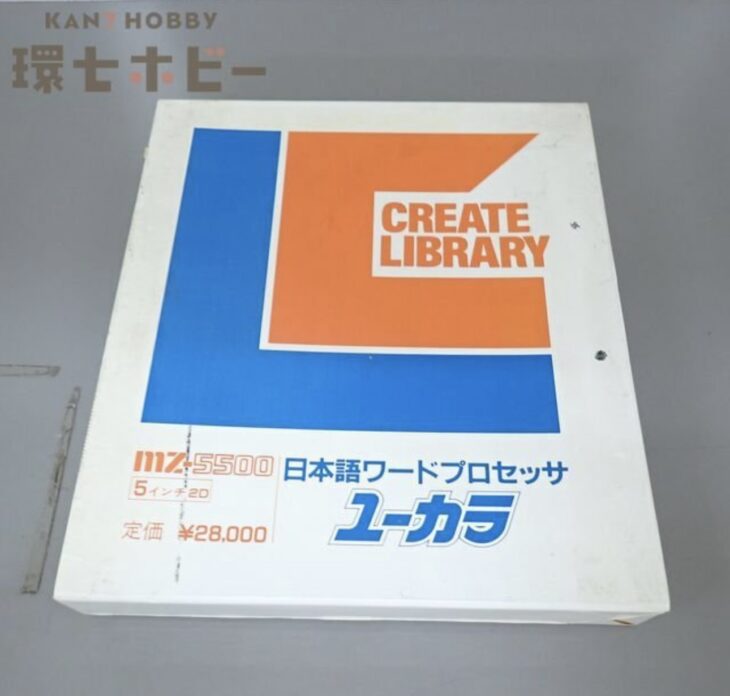 KAN7 HOBBY
環七ホビー
CREATE
LIBRARY
mz-5500
5インチ2D
定価 ¥28,000
日本語ワードプロセッサ
ユーカラ